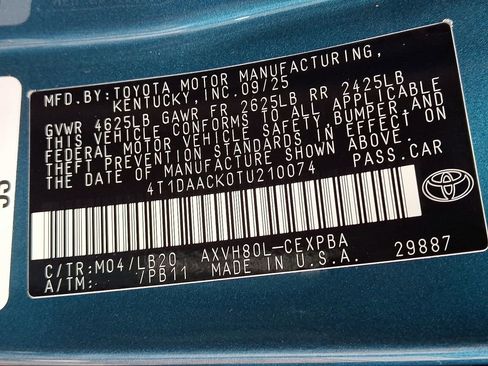 MFD.BY:TOYOTA MOTOR MANUFACTURING,
KENTUCKY,INC.09/25
GVWR 4625LB GAWR FR 2625LB RR 2425LB
THIS VEHICLE CONFORMS TO ALL APPLICABLE
FEDERAL MOTOR VEHICLE SAFETY, BUMPER, AND
THEFT PREVENTION STANDARDS IN EFFECT ON
THE DATE OF MANUFACTURE SHOWN ABOVE.
4T1DAACK0TU210074 PASS.CAR
C/TR:M04/LB20 AXVH80L-CEXPBA
A/TM: /PB11 MADE IN U.S.A. 29887